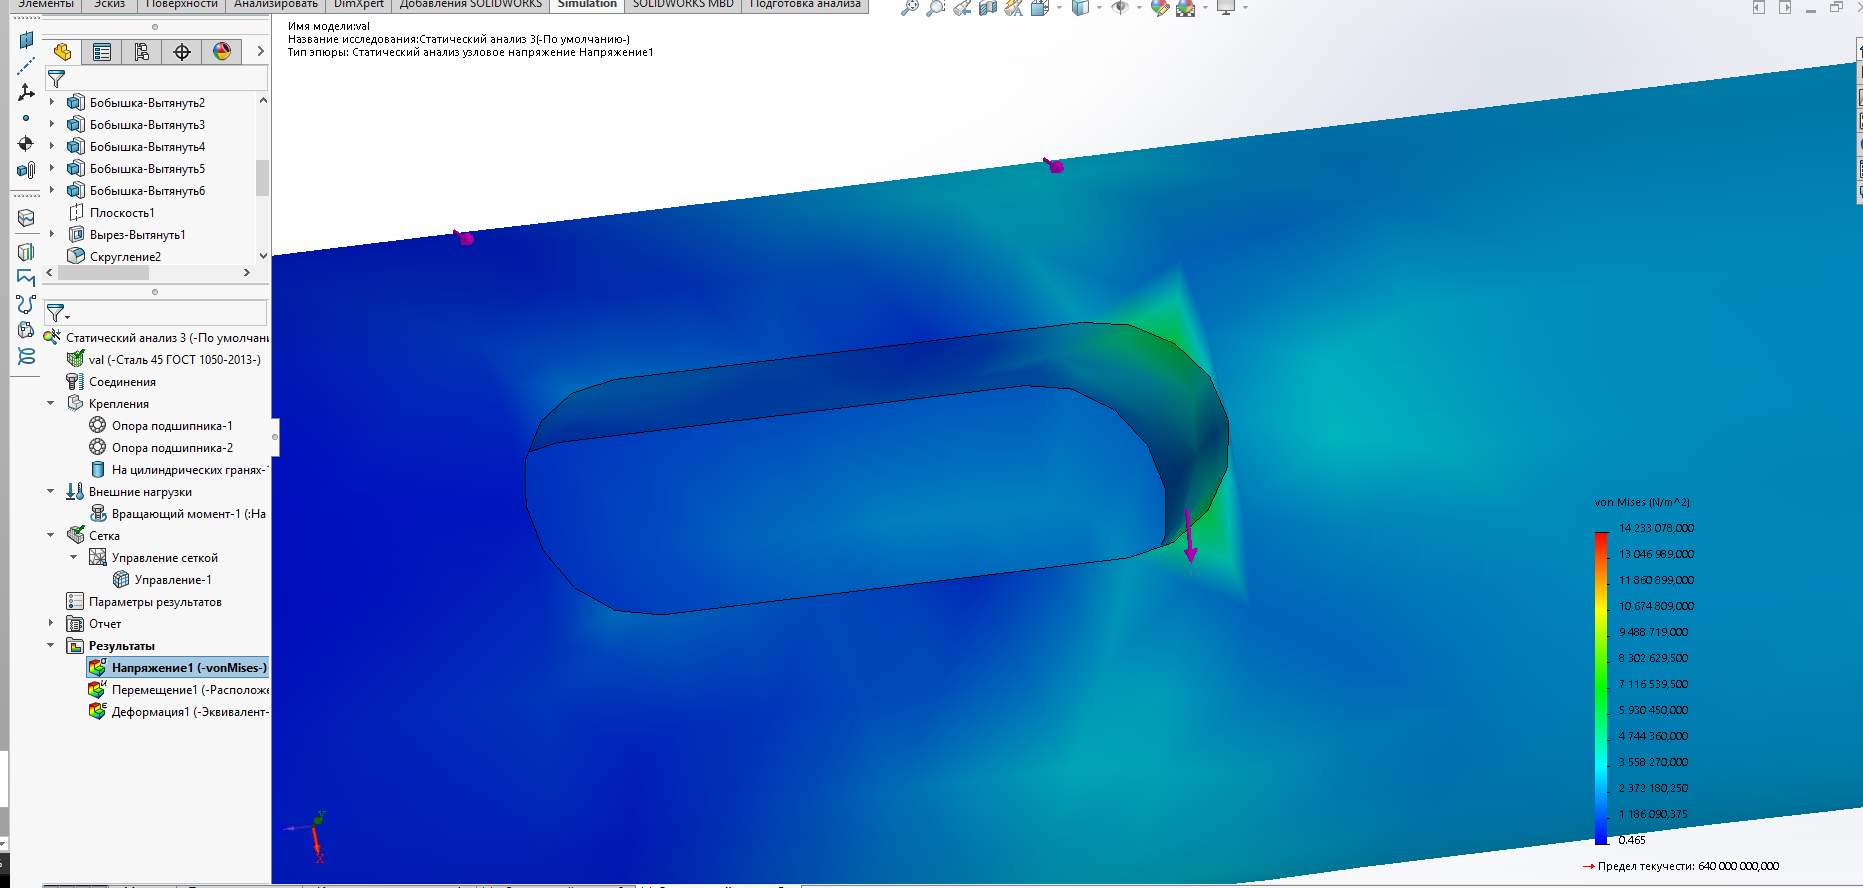 Элементы Эскиз Поверхности Анализировать DimXpert Добавления SOLIDWORKS Simulation SOLIDWORKS MBD Подготовка анализа
Имя модели:val
Название исследования:Статический анализ 3(-По умолчанию-)
Тип эпюры: Статический анализ узловое напряжение Напряжение1
Бобышка-Вытянуть2
Бобышка-Вытянуть3
Бобышка-Вытянуть4
Бобышка-Вытянуть5
Бобышка-Вытянуть6
Плоскость1
Вырез-Вытянуть1
Скругление2
Статический анализ 3 (-По умолчани
val (-Сталь 45 ГОСТ 1050-2013-)
Соединения
Крепления
Опора подшипника-1
Опора подшипника-2
На цилиндрических гранях-1
Внешние нагрузки
Вращающий момент-1 (:На
Сетка
Управление сеткой
Управление-1
Параметры результатов
Отчет
Результаты
Напряжение1 (-vonMises-)
Перемещение1 (-Расположе
Деформация1 (-Эквивалент-
von Mises (N/m^2)
14 233 078,000
13 046 989,000
11 860 899,000
10 674 809,000
9 488 719,000
8 302 629,500
7 116 539,500
5 930 450,000
4 744 360,000
3 558 270,000
2 372 180,250
1 186 090,375
0.465
Предел текучести: 640 000 000,000
Y
X